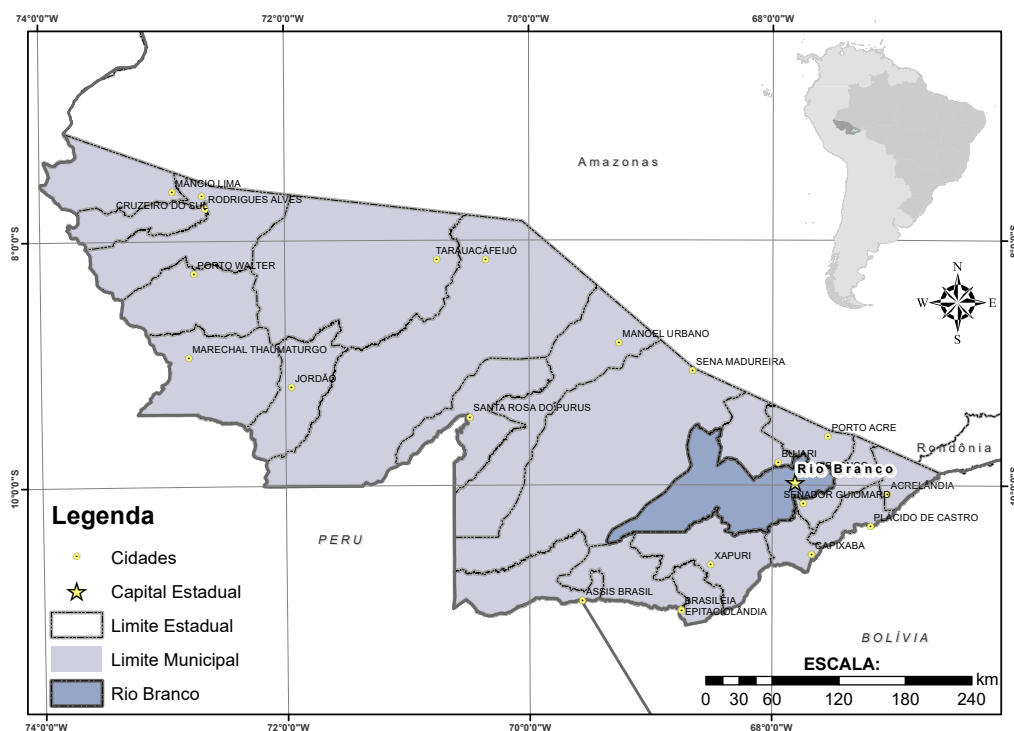 74°0'0"W 72°0'0"W 70°0'0"W 68°0'0"W
Amazonas
MÂNCIO LIMA
RODRIGUES ALVES
CRUZEIRO DO SUL
8°0'0"S 8°0'0"S
TARAUACÁ FEIJÓ
PORTO WALTER
N
W E
S
MANOEL URBANO
MARECHAL THAUMATURGO
SENA MADUREIRA
JORDÃO
SANTA ROSA DO PURUS
PORTO ACRE
Rondônia
BUJARI
Rio Branco
10°0'0"S
ACRELÂNDIA
SENADOR GUIOMARD
PLÁCIDO DE CASTRO
Legenda
PERU
CAPIXABA
Cidades
XAPURI
Capital Estadual
ASSIS BRASIL
BRASILÉIA
EPITACIOLÂNDIA
Limite Estadual
BOLÍVIA
Limite Municipal
ESCALA:
km
Rio Branco
0 30 60 120 180 240
74°0'0"W 72°0'0"W 70°0'0"W 68°0'0"W